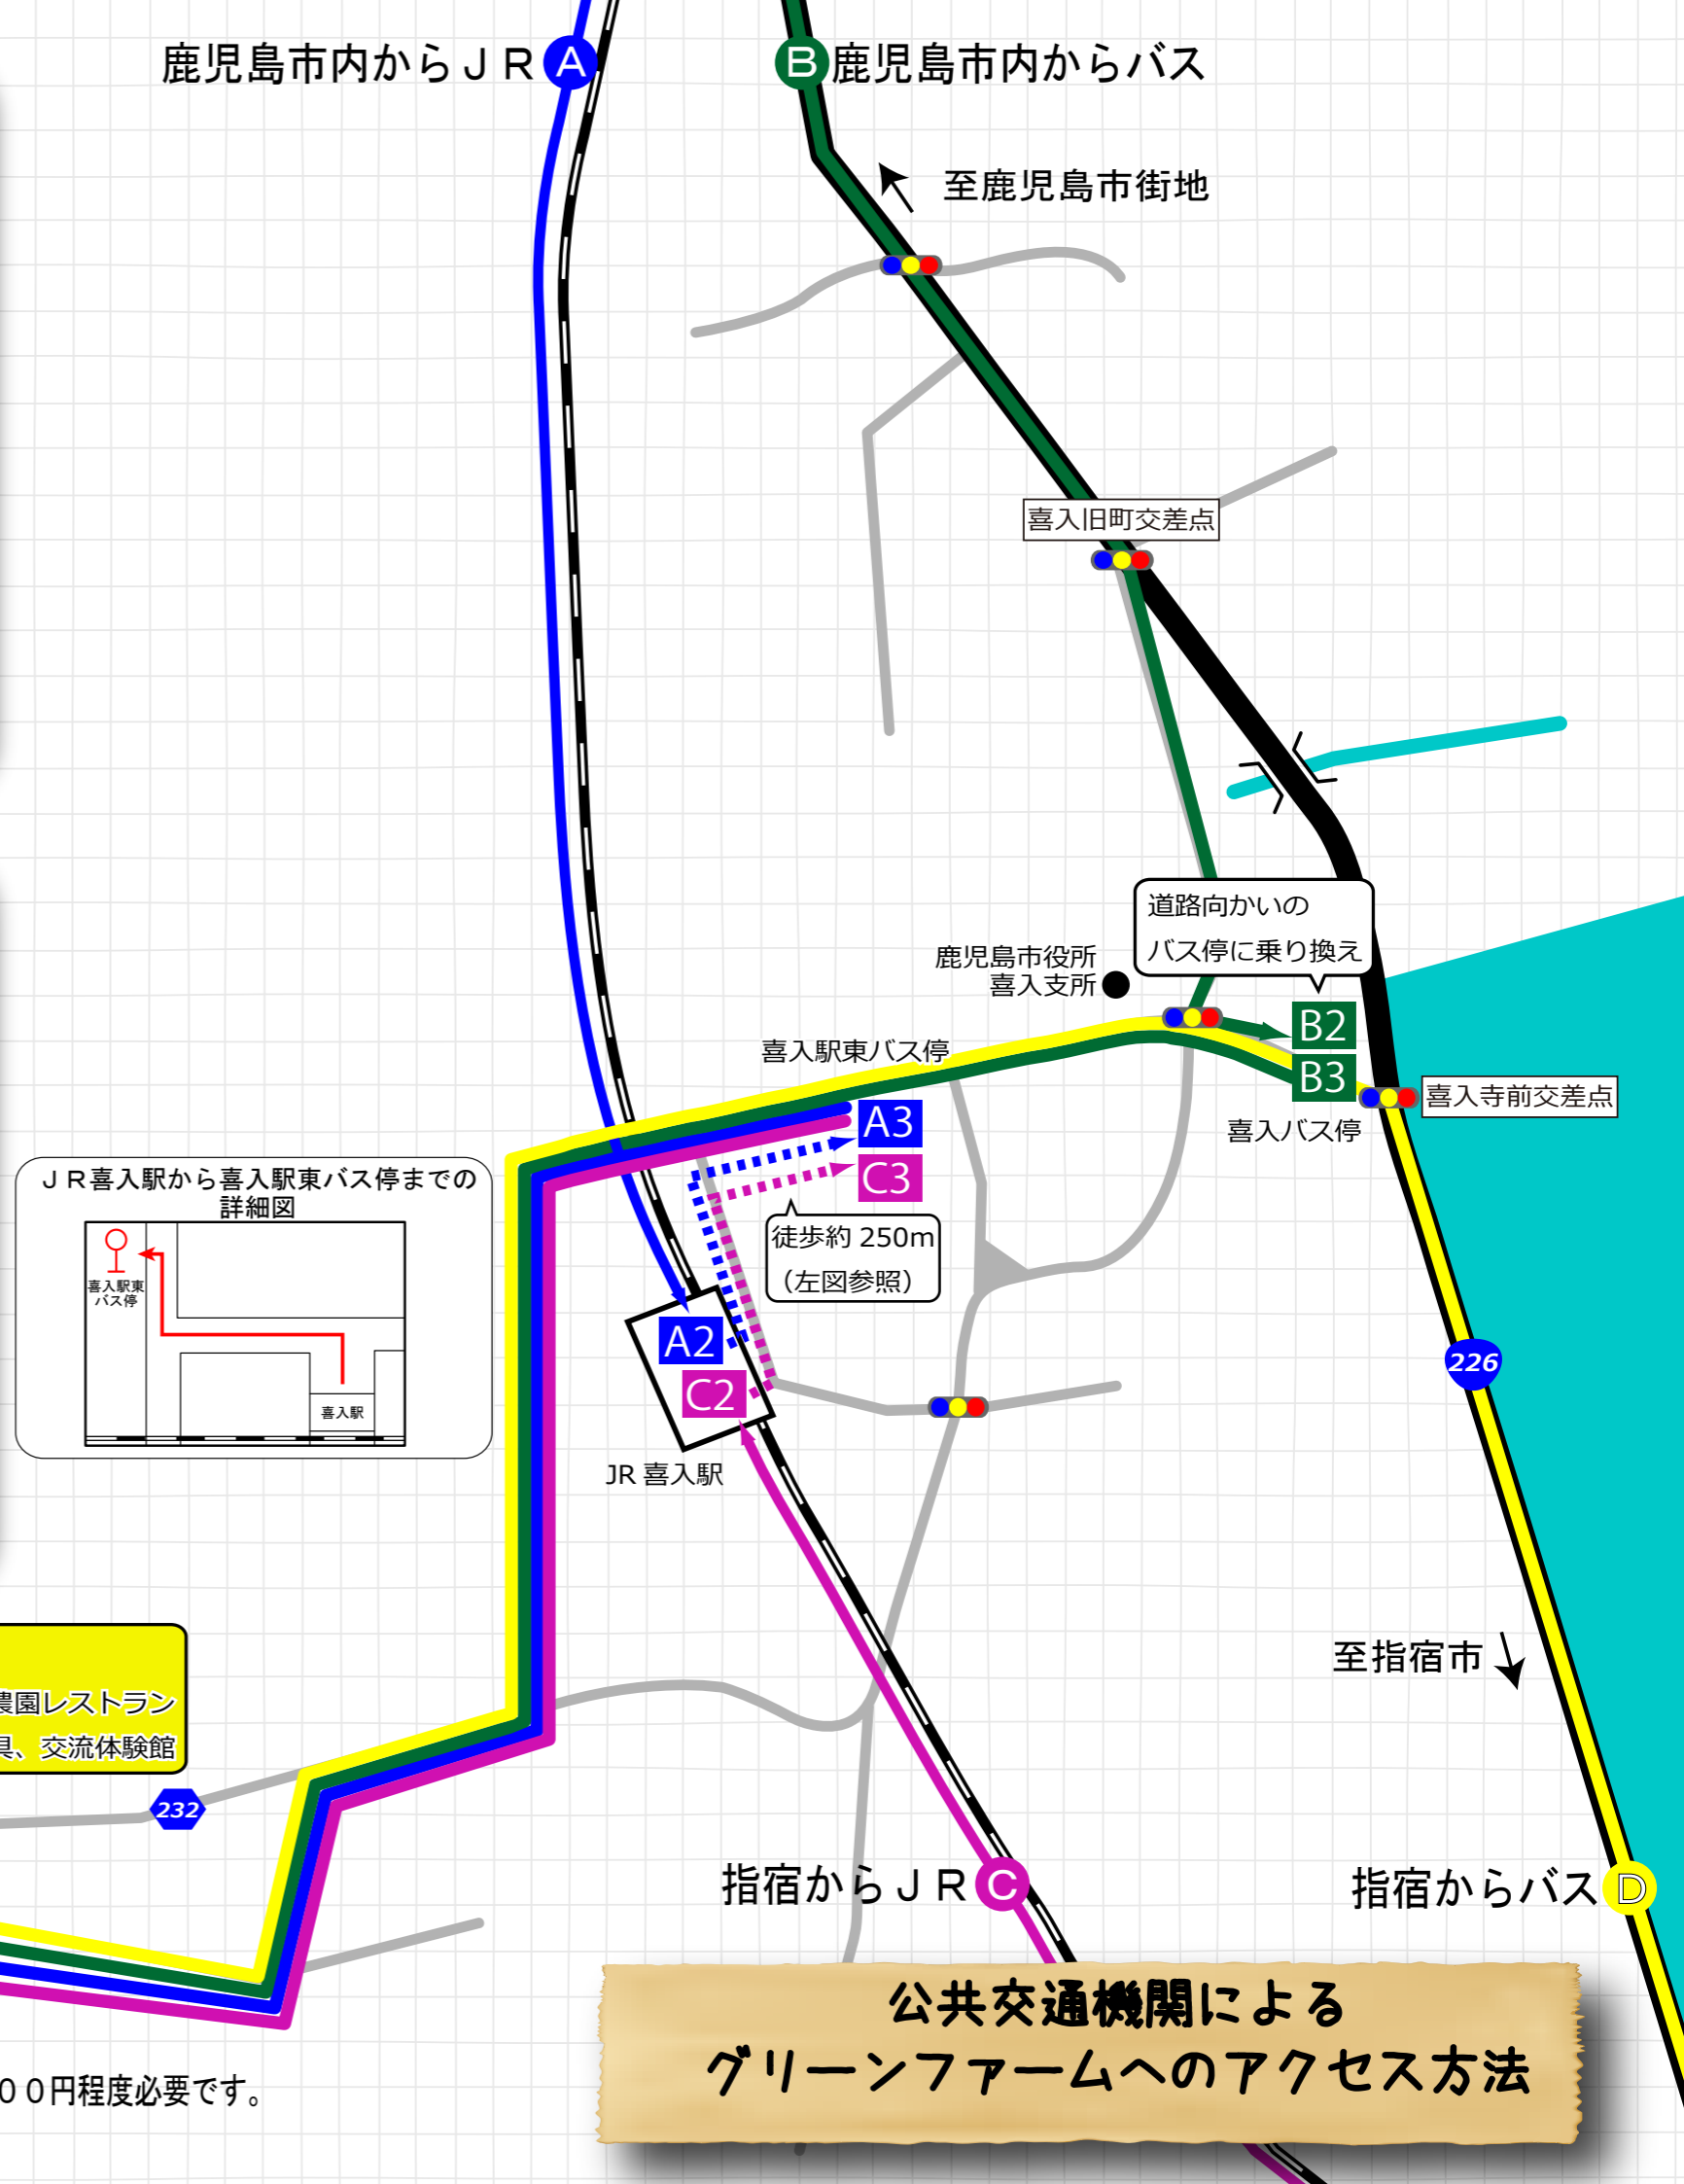 鹿児島市内からＪＲ A
B 鹿児島市内からバス
至鹿児島市街地
喜入旧町交差点
道路向かいの
バス停に乗り換え
鹿児島市役所
喜入支所
B2
喜入駅東バス停
B3
喜入寺前交差点
喜入バス停
A3
C3
徒歩約 250m
（左図参照）
ＪＲ喜入駅から喜入駅東バス停までの
詳細図
喜入駅東
バス停
喜入駅
A2
C2
JR 喜入駅
226
至指宿市
農園レストラン
具、交流体験館
232
指宿からＪＲ C
指宿からバス D
公共交通機関による
グリーンファームへのアクセス方法
００円程度必要です。